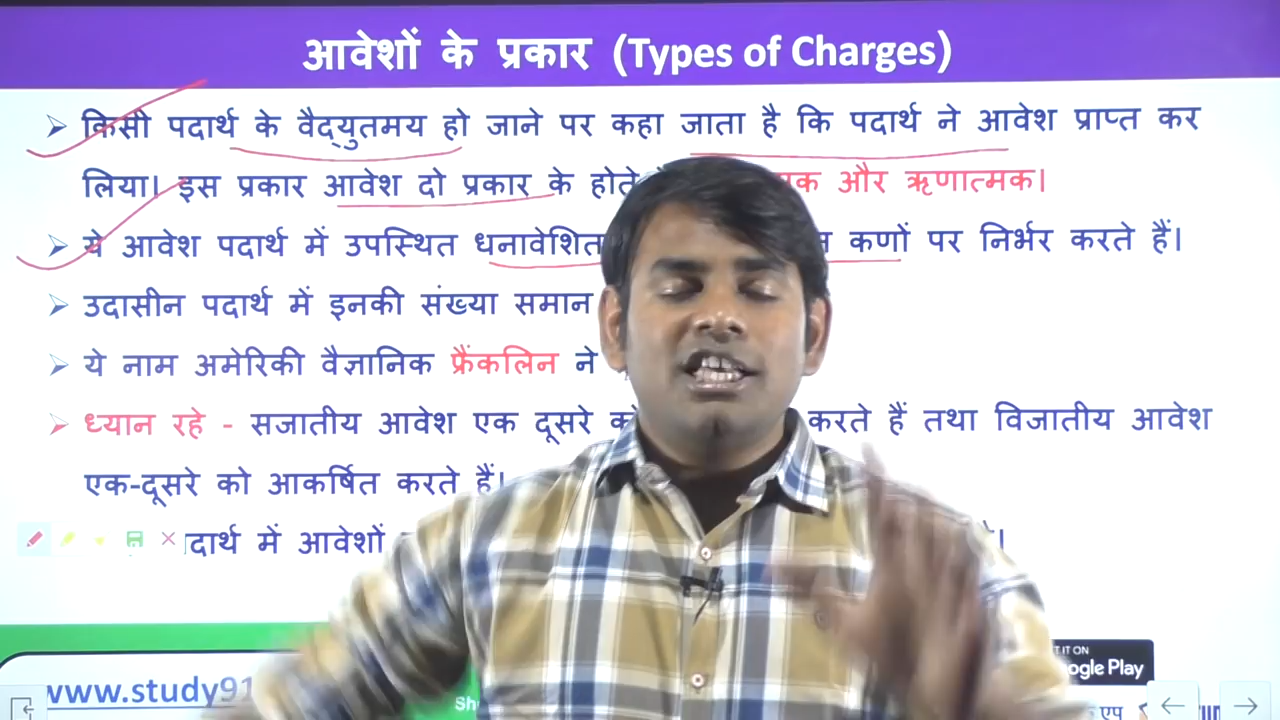 आवेशों के प्रकार (Types of Charges)
किसी पदार्थ के वैद्युतमय हो जाने पर कहा जाता है कि पदार्थ ने आवेश प्राप्त कर
लिया। इस प्रकार आवेश दो प्रकार के होते और ऋणात्मक।
ये आवेश पदार्थ में उपस्थित धनावेशित कणों पर निर्भर करते हैं।
उदासीन पदार्थ में इनकी संख्या समान
ये नाम अमेरिकी वैज्ञानिक फ्रैंकलिन ने
ध्यान रहे - सजातीय आवेश एक दूसरे करते हैं तथा विजातीय आवेश
एक-दूसरे को आकर्षित करते हैं।
में आवेशों
www.study91
Google Play